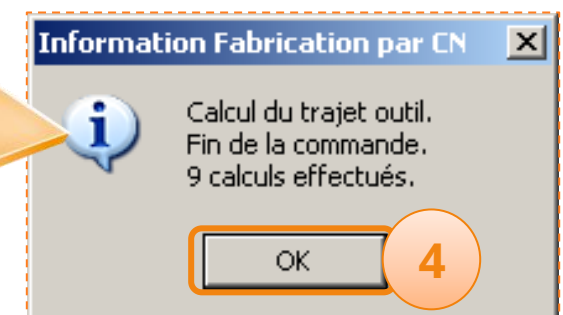 Information Fabrication par CN
Calcul du trajet outil.
Fin de la commande.
9 calculs effectués.
OK
4